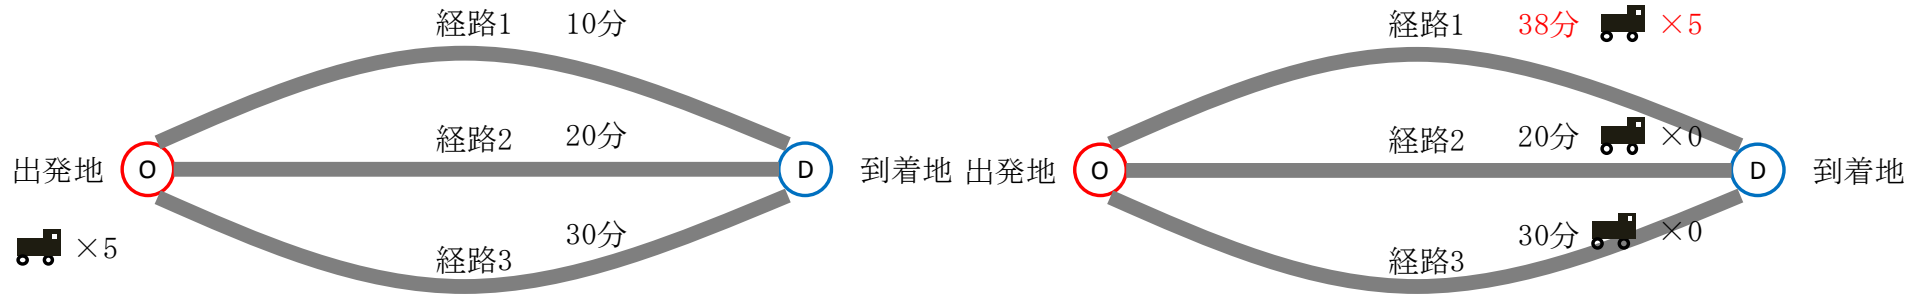 経路1 10分
経路2 20分
出発地 O D 到着地
経路3 30分
×5
経路1 38分 ×5
経路2 20分 ×0
出発地 O D 到着地
経路3 30分 ×0